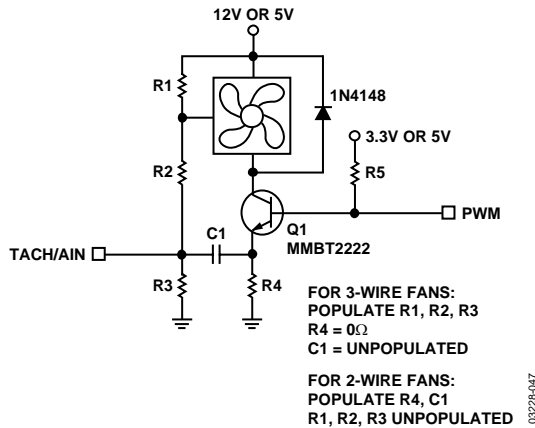 12V OR 5V
R1
1N4148
3.3V OR 5V
R5
R2
PWM
Q1
MMBT2222
C1
TACH/AIN
R3
R4
FOR 3-WIRE FANS:
POPULATE R1, R2, R3
R4 = 0Ω
C1 = UNPOPULATED
FOR 2-WIRE FANS:
POPULATE R4, C1
R1, R2, R3 UNPOPULATED
03228-047